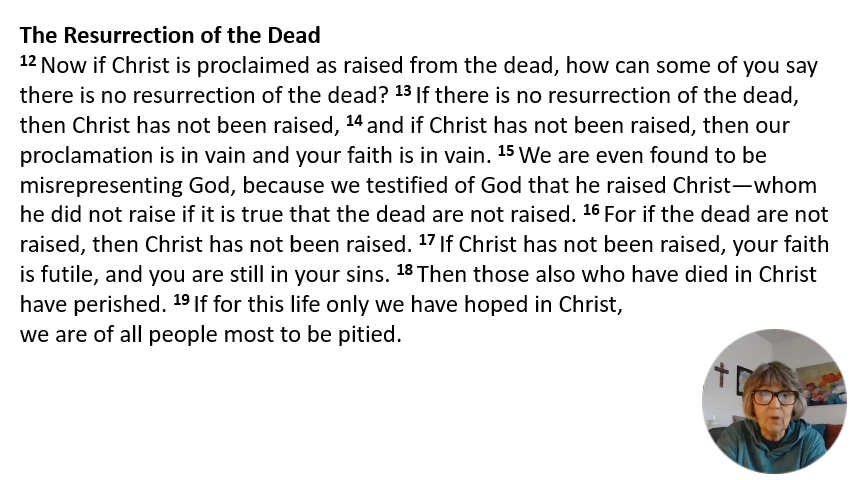 The Resurrection of the Dead
12 Now if Christ is proclaimed as raised from the dead, how can some of you say
there is no resurrection of the dead? 13 If there is no resurrection of the dead,
then Christ has not been raised, 14 and if Christ has not been raised, then our
proclamation is in vain and your faith is in vain. 15 We are even found to be
misrepresenting God, because we testified of God that he raised Christ—whom
he did not raise if it is true that the dead are not raised. 16 For if the dead are not
raised, then Christ has not been raised. 17 If Christ has not been raised, your faith
is futile, and you are still in your sins. 18 Then those also who have died in Christ
have perished. 19 If for this life only we have hoped in Christ,
we are of all people most to be pitied.